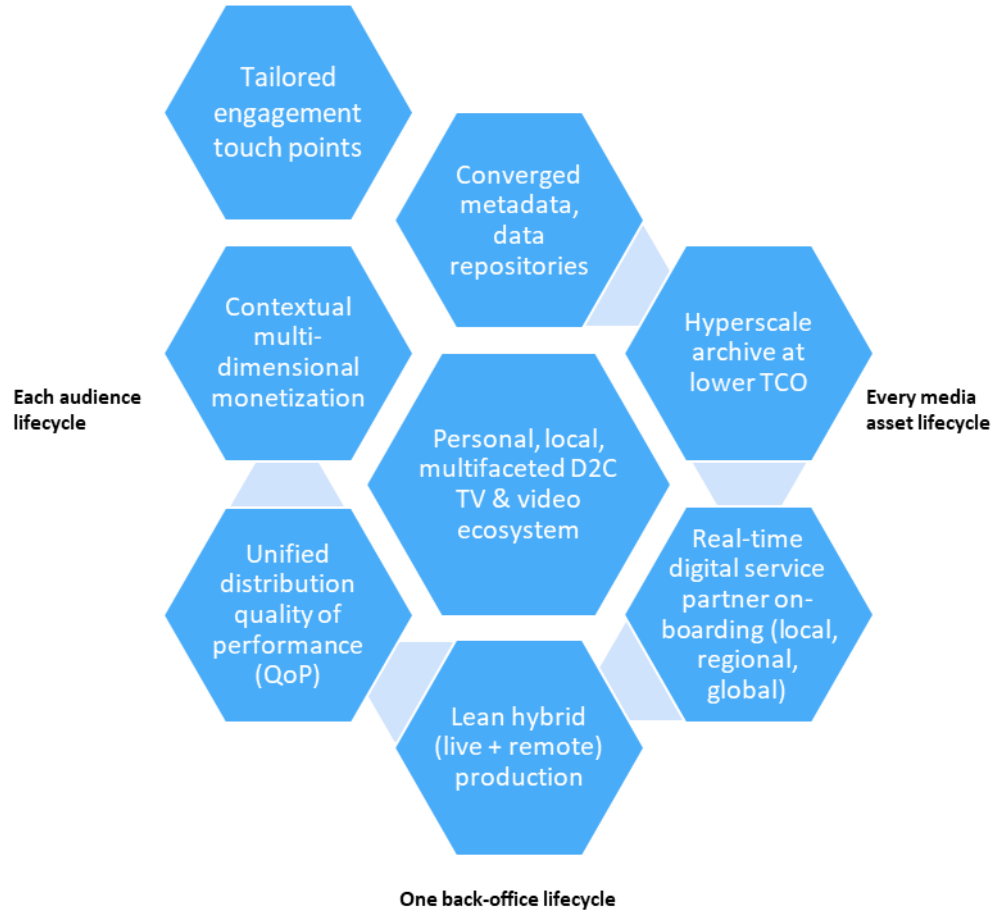 Tailored
engagement
touch points
Converged
metadata,
data
repositories
Contextual
multi-
dimensional
monetization
Hyperscale
archive at
lower TCO
Each audience
lifecycle
Every media
asset lifecycle
Personal, local,
multifaceted D2C
TV & video
ecosystem
Unified
distribution
quality of
performance
(QoP)
Real-time
digital service
partner on-
boarding (local,
regional,
global)
Lean hybrid
(live + remote)
production
One back-office lifecycle